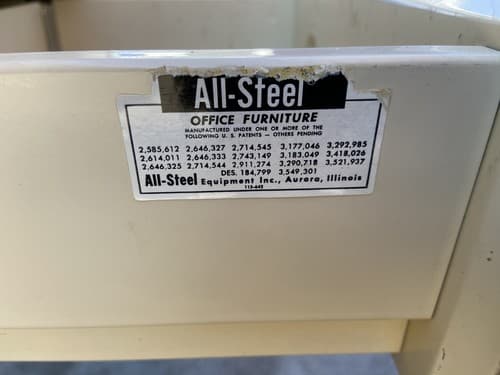 All-Steel
OFFICE FURNITURE
MANUFACTURED UNDER ONE OR MORE OF THE
FOLLOWING U. S. PATENTS — OTHERS PENDING
2,585,612 2,646,327 2,714,545 3,177,046 3,292,985
2,614,011 2,646,333 2,743,149 3,183,049 3,418,026
2,646,325 2,714,544 2,911,274 3,290,718 3,521,937
DES. 184,799 3,549,301
All-Steel Equipment Inc., Aurora, Illinois
115-642